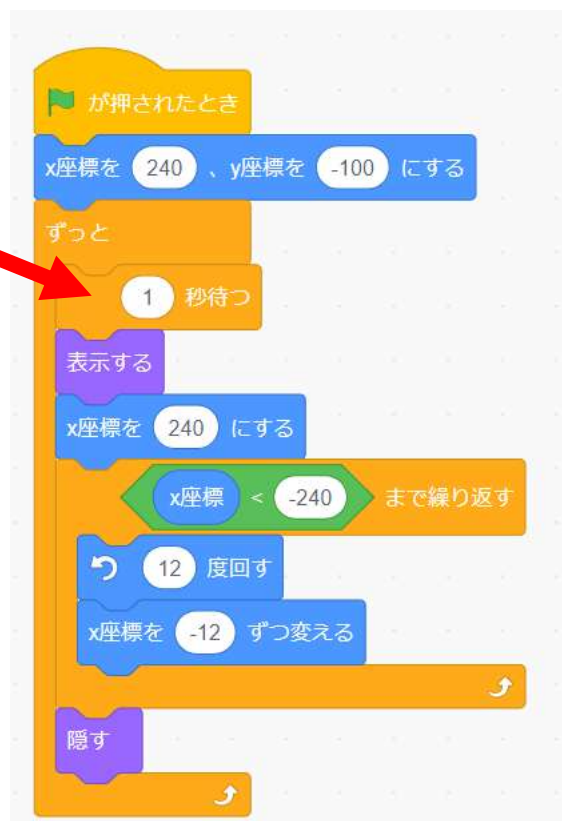 が押されたとき
x座標を 240 、y座標を -100 にする
ずっと
1 秒待つ
表示する
x座標を 240 にする
x座標 < -240 まで繰り返す
12 度回す
x座標を -12 ずつ変える
隠す